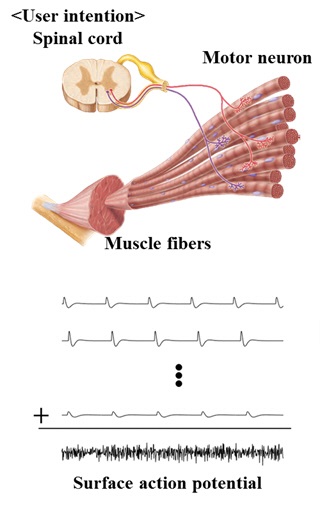 <User intention>
Spinal cord
Motor neuron
Muscle fibers
+
Surface action potential